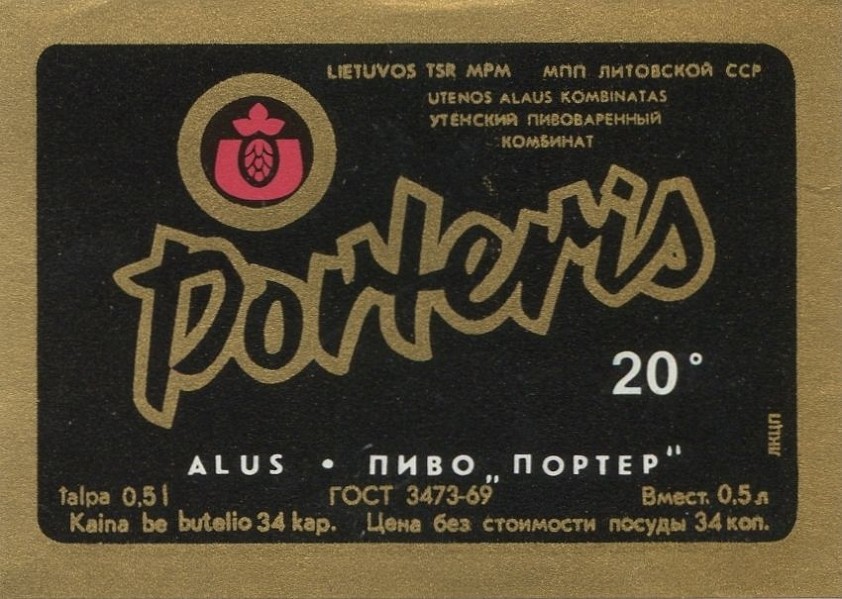 LIETUVOS TSR MPM МПП ЛИТОВСКОЙ ССР
UTENOS ALAUS KOMBINATAS
УТЕНСКИЙ ПИВОВАРЕННЫЙ
КОМБИНАТ
Porteris
20°
ЛКЦП
ALUS • ПИВО „ПОРТЕР"
talpa 0,5 l ГОСТ 3473-69 Вмест. 0,5 л
Kaina be butelio 34 kap. Цена без стоимости посуды 34 коп.